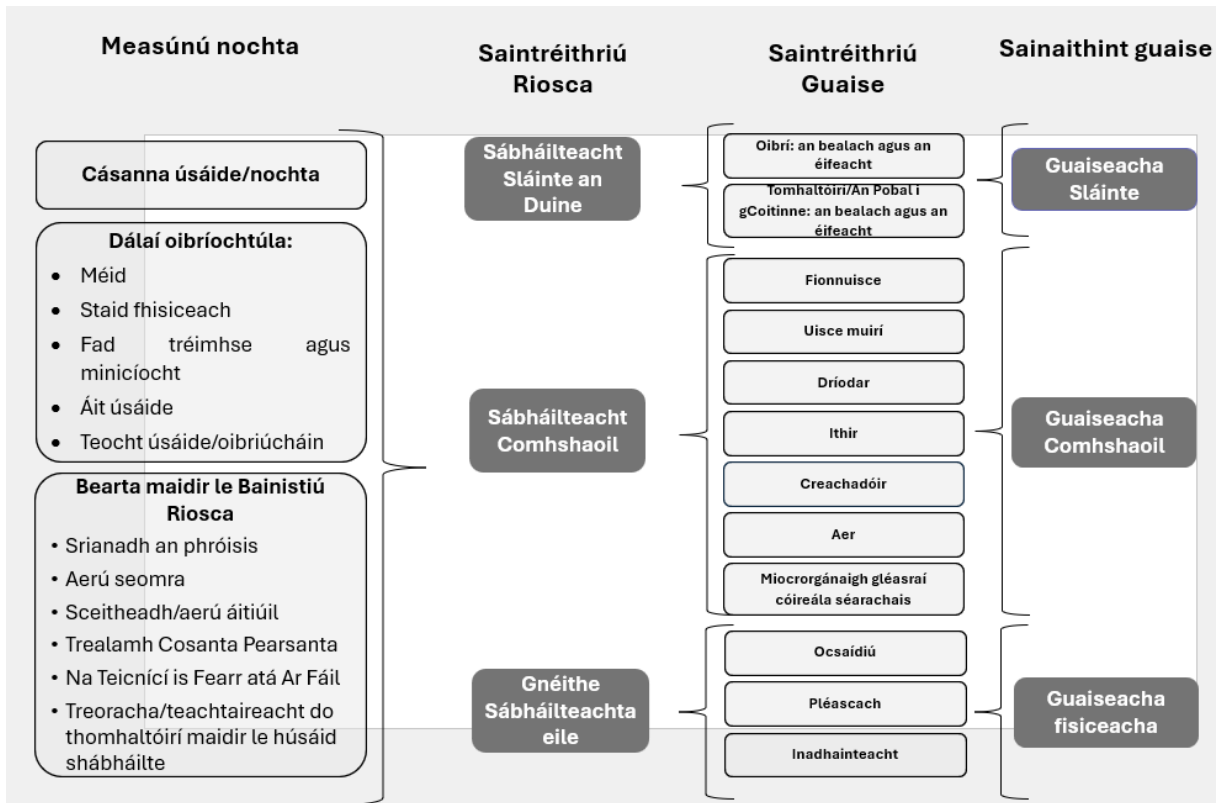 Measúnú nochta
Cásanna úsáide/nochta
Dálaí oibríochtúla:
• Méid
• Staid fhisiceach
• Fad tréimhse agus
minicíocht
• Áit úsáide
• Teocht úsáide/oibriúcháin
Bearta maidir le Bainistiú
Riosca
• Srianadh an phróisis
• Aerú seomra
• Sceitheadh/aerú áitiúil
• Trealamh Cosanta Pearsanta
• Na Teicnící is Fearr atá Ar Fáil
• Treoracha/teachtaireacht do
thomhaltóirí maidir le húsáid
shábháilte
Saintréithriú
Riosca
Sábháilteacht
Sláinte an
Duine
Sábháilteacht
Comhshaoil
Gnéithe
Sábháilteachta
eile
Saintréithriú
Guaise
Oibrí: an bealach agus an
éifeacht
Tomhaltóirí/An Pobal i
gCoitinne: an bealach agus an
éifeacht
Fionnuisce
Uisce muirí
Dríodar
Ithir
Creachadóir
Aer
Miocrorgánaigh gléasraí
cóireála séarachais
Ocsaídiú
Pléascach
Inadhainteacht
Sainaithint guaise
Guaiseacha
Sláinte
Guaiseacha
Comhshaoil
Guaiseacha
fisiceacha